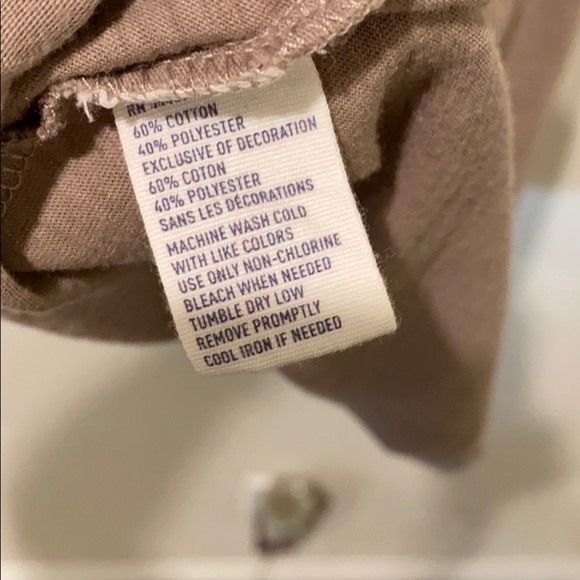 RN
60% COTTON
40% POLYESTER
EXCLUSIVE OF DECORATION
60% COTON
40% POLYESTER
SANS LES DÉCORATIONS
MACHINE WASH COLD
WITH LIKE COLORS
USE ONLY NON-CHLORINE
BLEACH WHEN NEEDED
TUMBLE DRY LOW
REMOVE PROMPTLY
COOL IRON IF NEEDED